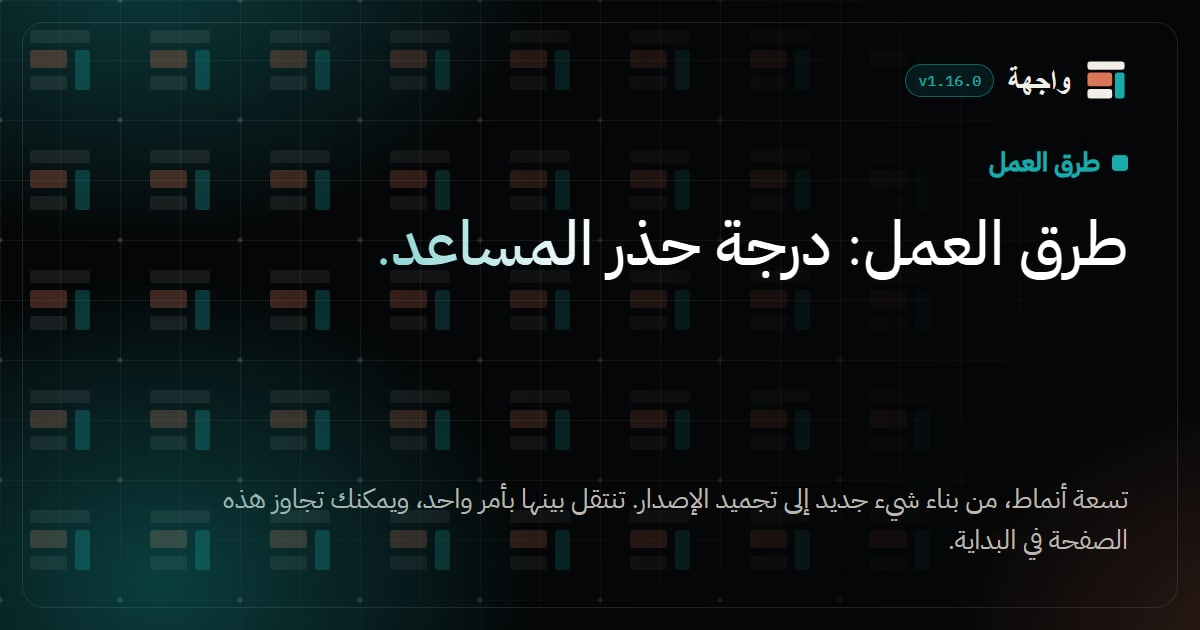 واجهة v1.16.0
طرق العمل
طرق العمل: درجة حذر المساعد.
تسعة أنماط، من بناء شيء جديد إلى تجميد الإصدار. تنتقل بينها بأمر واحد، ويمكنك تجاوز هذه
الصفحة في البداية.